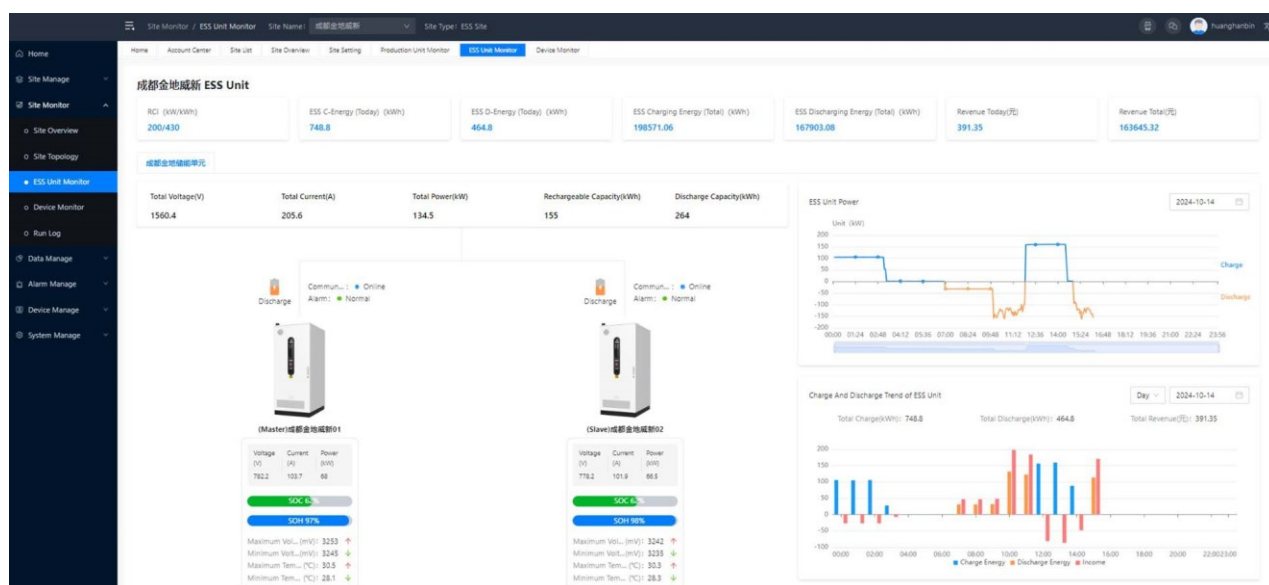 Site Monitor / ESS Unit Monitor Site Name: 成都金地威新 Site Type: ESS Site huanghanbin
Home Account Center Site List Site Overview Site Setting Production Unit Monitor ESS Unit Monitor Device Monitor
Home
Site Manage
Site Monitor
Site Overview
Site Topology
ESS Unit Monitor
Device Monitor
Run Log
Data Manage
Alarm Manage
Device Manage
System Manage
成都金地威新 ESS Unit
RCI (kW/kWh) ESS C-Energy (Today) (kWh) ESS D-Energy (Today) (kWh) ESS Charging Energy (Total) (kWh) ESS Discharging Energy (Total) (kWh) Revenue Today(元) Revenue Total(元)
200/430 748.8 464.8 198571.06 167903.08 391.35 163645.32
成都金地储能单元
Total Voltage(V) Total Current(A) Total Power(kW) Rechargeable Capacity(kWh) Discharge Capacity(kWh)
1560.4 205.6 134.5 155 264
Discharge Commun...: Online
Alarm: Normal
Discharge Commun...: Online
Alarm: Normal
(Master)成都金地威新01
Voltage (V) Current (A) Power (kW)
782.2 103.7 68
SOC 6
SOH 97%
Maximum Vol... (mV): 3253
Minimum Volt... (mV): 3245
Maximum Tem... (℃): 30.5
Minimum Tem... (℃): 28.1
(Slave)成都金地威新02
Voltage (V) Current (A) Power (kW)
778.2 101.9 66.5
SOC 6
SOH 98%
Maximum Vol... (mV): 3242
Minimum Volt... (mV): 3235
Maximum Tem... (℃): 30.3
Minimum Tem... (℃): 28.3
ESS Unit Power 2024-10-14
Unit (kW)
200
150
100
50
0
-50
-100
-150
-200
Charge
Discharge
00:00 01:24 02:48 04:12 05:36 07:00 08:24 09:48 11:12 12:36 14:00 15:24 16:48 18:12 19:36 21:00 22:24 23:56
Charge And Discharge Trend of ESS Unit Day 2024-10-14
Total Charge(kWh): 748.8 Total Discharge(kWh): 464.8 Total Revenue(元): 391.35
200
150
100
50
0
-50
-100
00:00 02:00 04:00 06:00 08:00 10:00 12:00 14:00 16:00 18:00 20:00 22:00 23:00
Charge Energy Discharge Energy Income